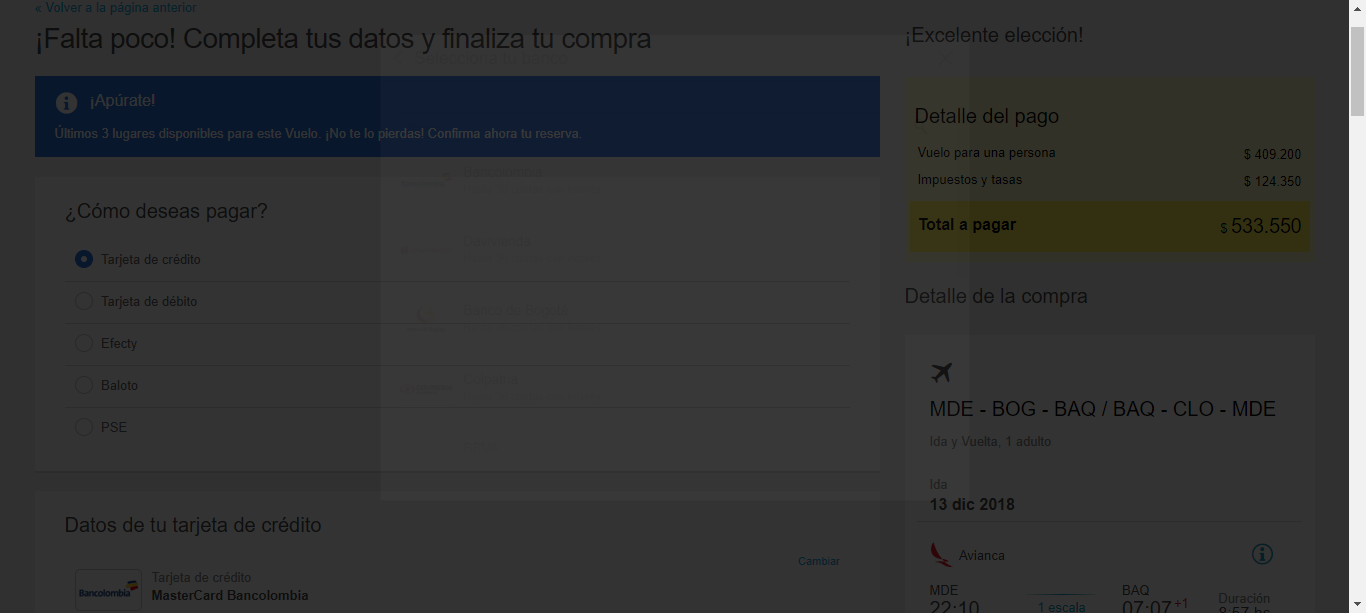 « Volver a la página anterior
¡Falta poco! Completa tus datos y finaliza tu compra
¡Apúrate!
Últimos 3 lugares disponibles para este Vuelo. ¡No te lo pierdas! Confirma ahora tu reserva.
¿Cómo deseas pagar?
Tarjeta de crédito
Tarjeta de débito
Efecty
Baloto
PSE
Datos de tu tarjeta de crédito
Cambiar
Bancolombia
Tarjeta de crédito
MasterCard Bancolombia
¡Excelente elección!
Detalle del pago
Vuelo para una persona $ 409.200
Impuestos y tasas $ 124.350
Total a pagar $ 533.550
Detalle de la compra
MDE - BOG - BAQ / BAQ - CLO - MDE
Ida y Vuelta, 1 adulto
Ida
13 dic 2018
Avianca
MDE BAQ Duración
22:10 1 escala 07:07 +1 8:57 hs